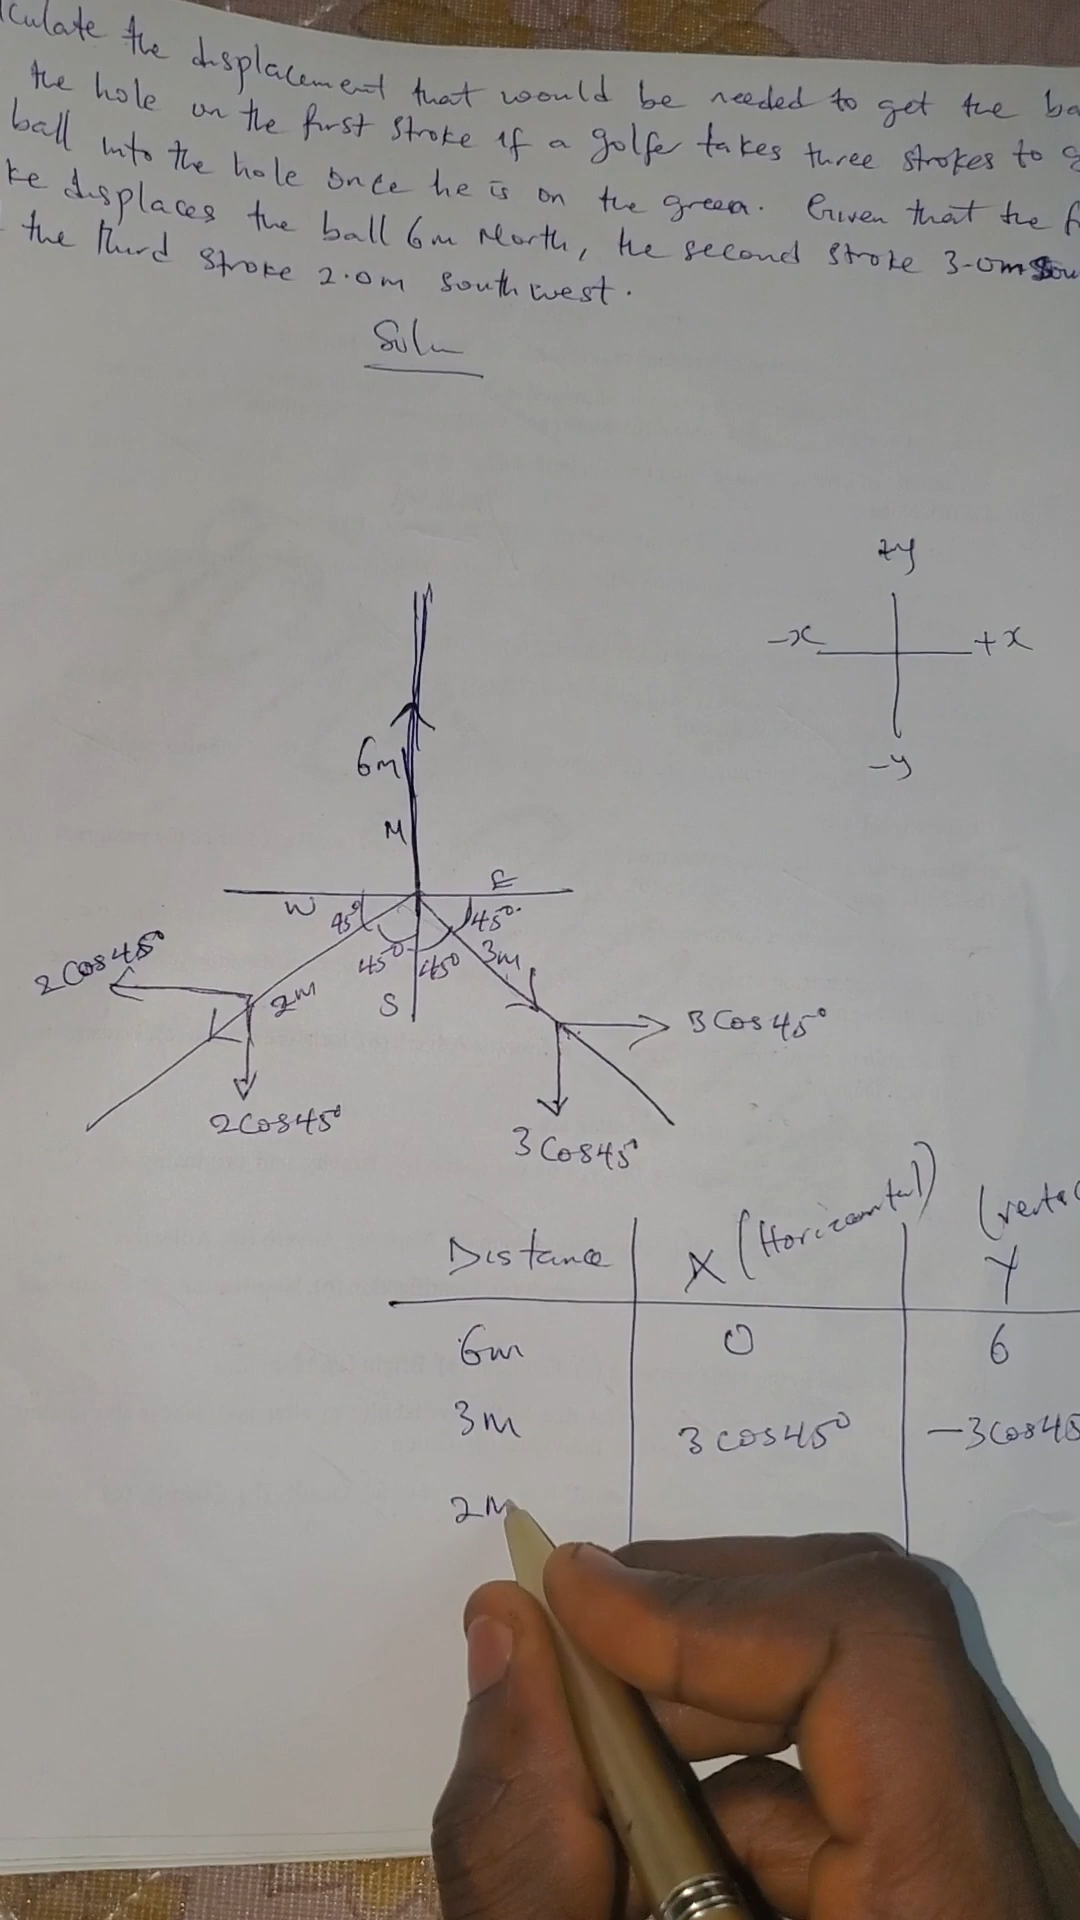 culate the displacement that would be needed to get the ba
the hole on the first stroke if a golfer takes three strokes to g
ball into the hole once he is on the green. Given that the f
ke displaces the ball 6m North, the second stroke 3.0m Sou
the third stroke 2.0m southwest.
Soln
+y
-x +x
-y
6m
N
W E
45° 45°
45° 45°
2m S 3m
2Cos45° 3Cos45°
2Cos45° 3Cos45°
Distance X (Horizontal) Y (vertic
6m 0 6
3m 3cos45° -3cos45
2m